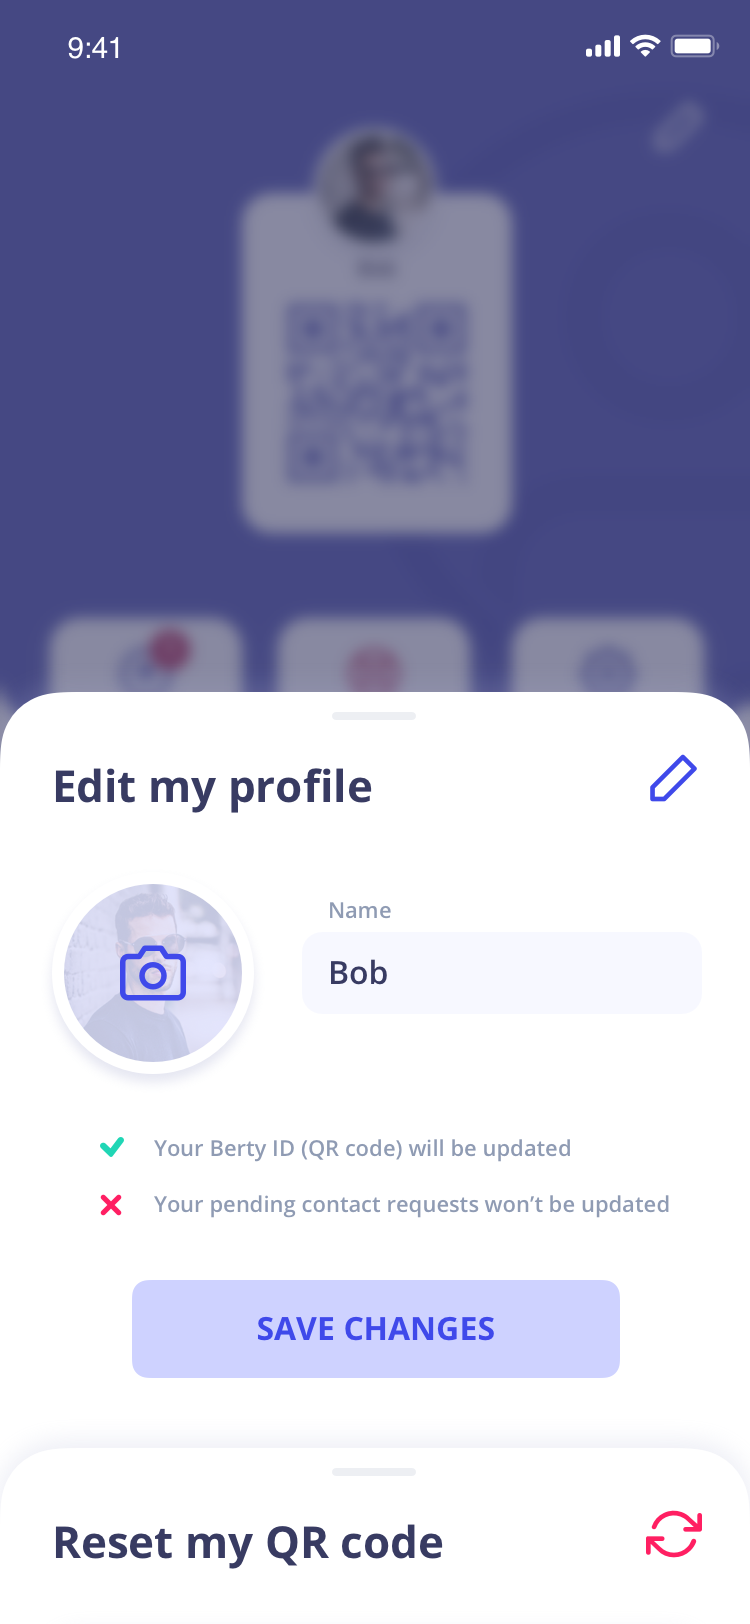 9:41
Edit my profile
Name
Bob
Your Berty ID (QR code) will be updated
Your pending contact requests won’t be updated
SAVE CHANGES
Reset my QR code